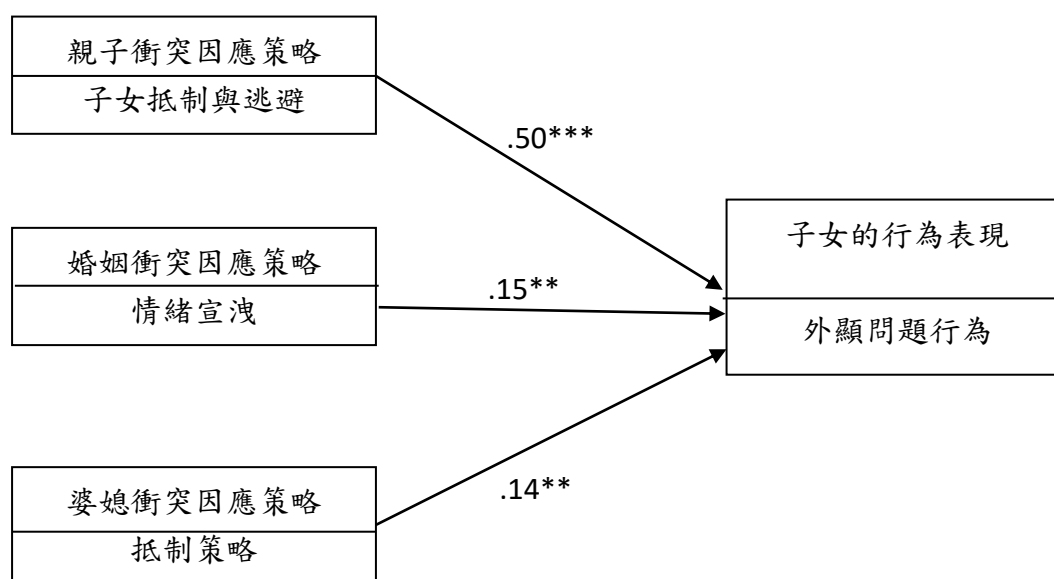 親子衝突因應策略
子女抵制與逃避
.50***
婚姻衝突因應策略
情緒宣洩
.15**
子女的行為表現
外顯問題行為
婆媳衝突因應策略
抵制策略
.14**